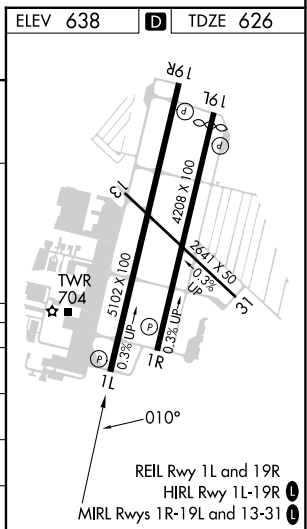 ELEV 638
D
TDZE 626
19R
19L
P
P
13
4208 X 100
5102 X 100
2641 X 50
0.3% UP
31
TWR
704
P
P
0.3% UP
0.3% UP
1R
1L
010°
REIL Rwy 1L and 19R
HIRL Rwy 1L-19R L
MIRL Rwys 1R-19L and 13-31 L